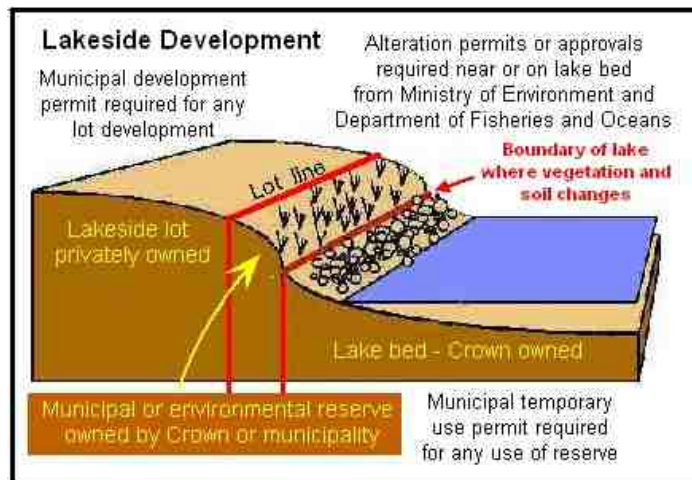 Lakeside Development
Municipal development
permit required for any
lot development
Alteration permits or approvals
required near or on lake bed
from Ministry of Environment and
Department of Fisheries and Oceans
Boundary of lake
where vegetation and
soil changes
Lot line
Lakeside lot
privately owned
Lake bed - Crown owned
Municipal or environmental reserve
owned by Crown or municipality
Municipal temporary
use permit required
for any use of reserve